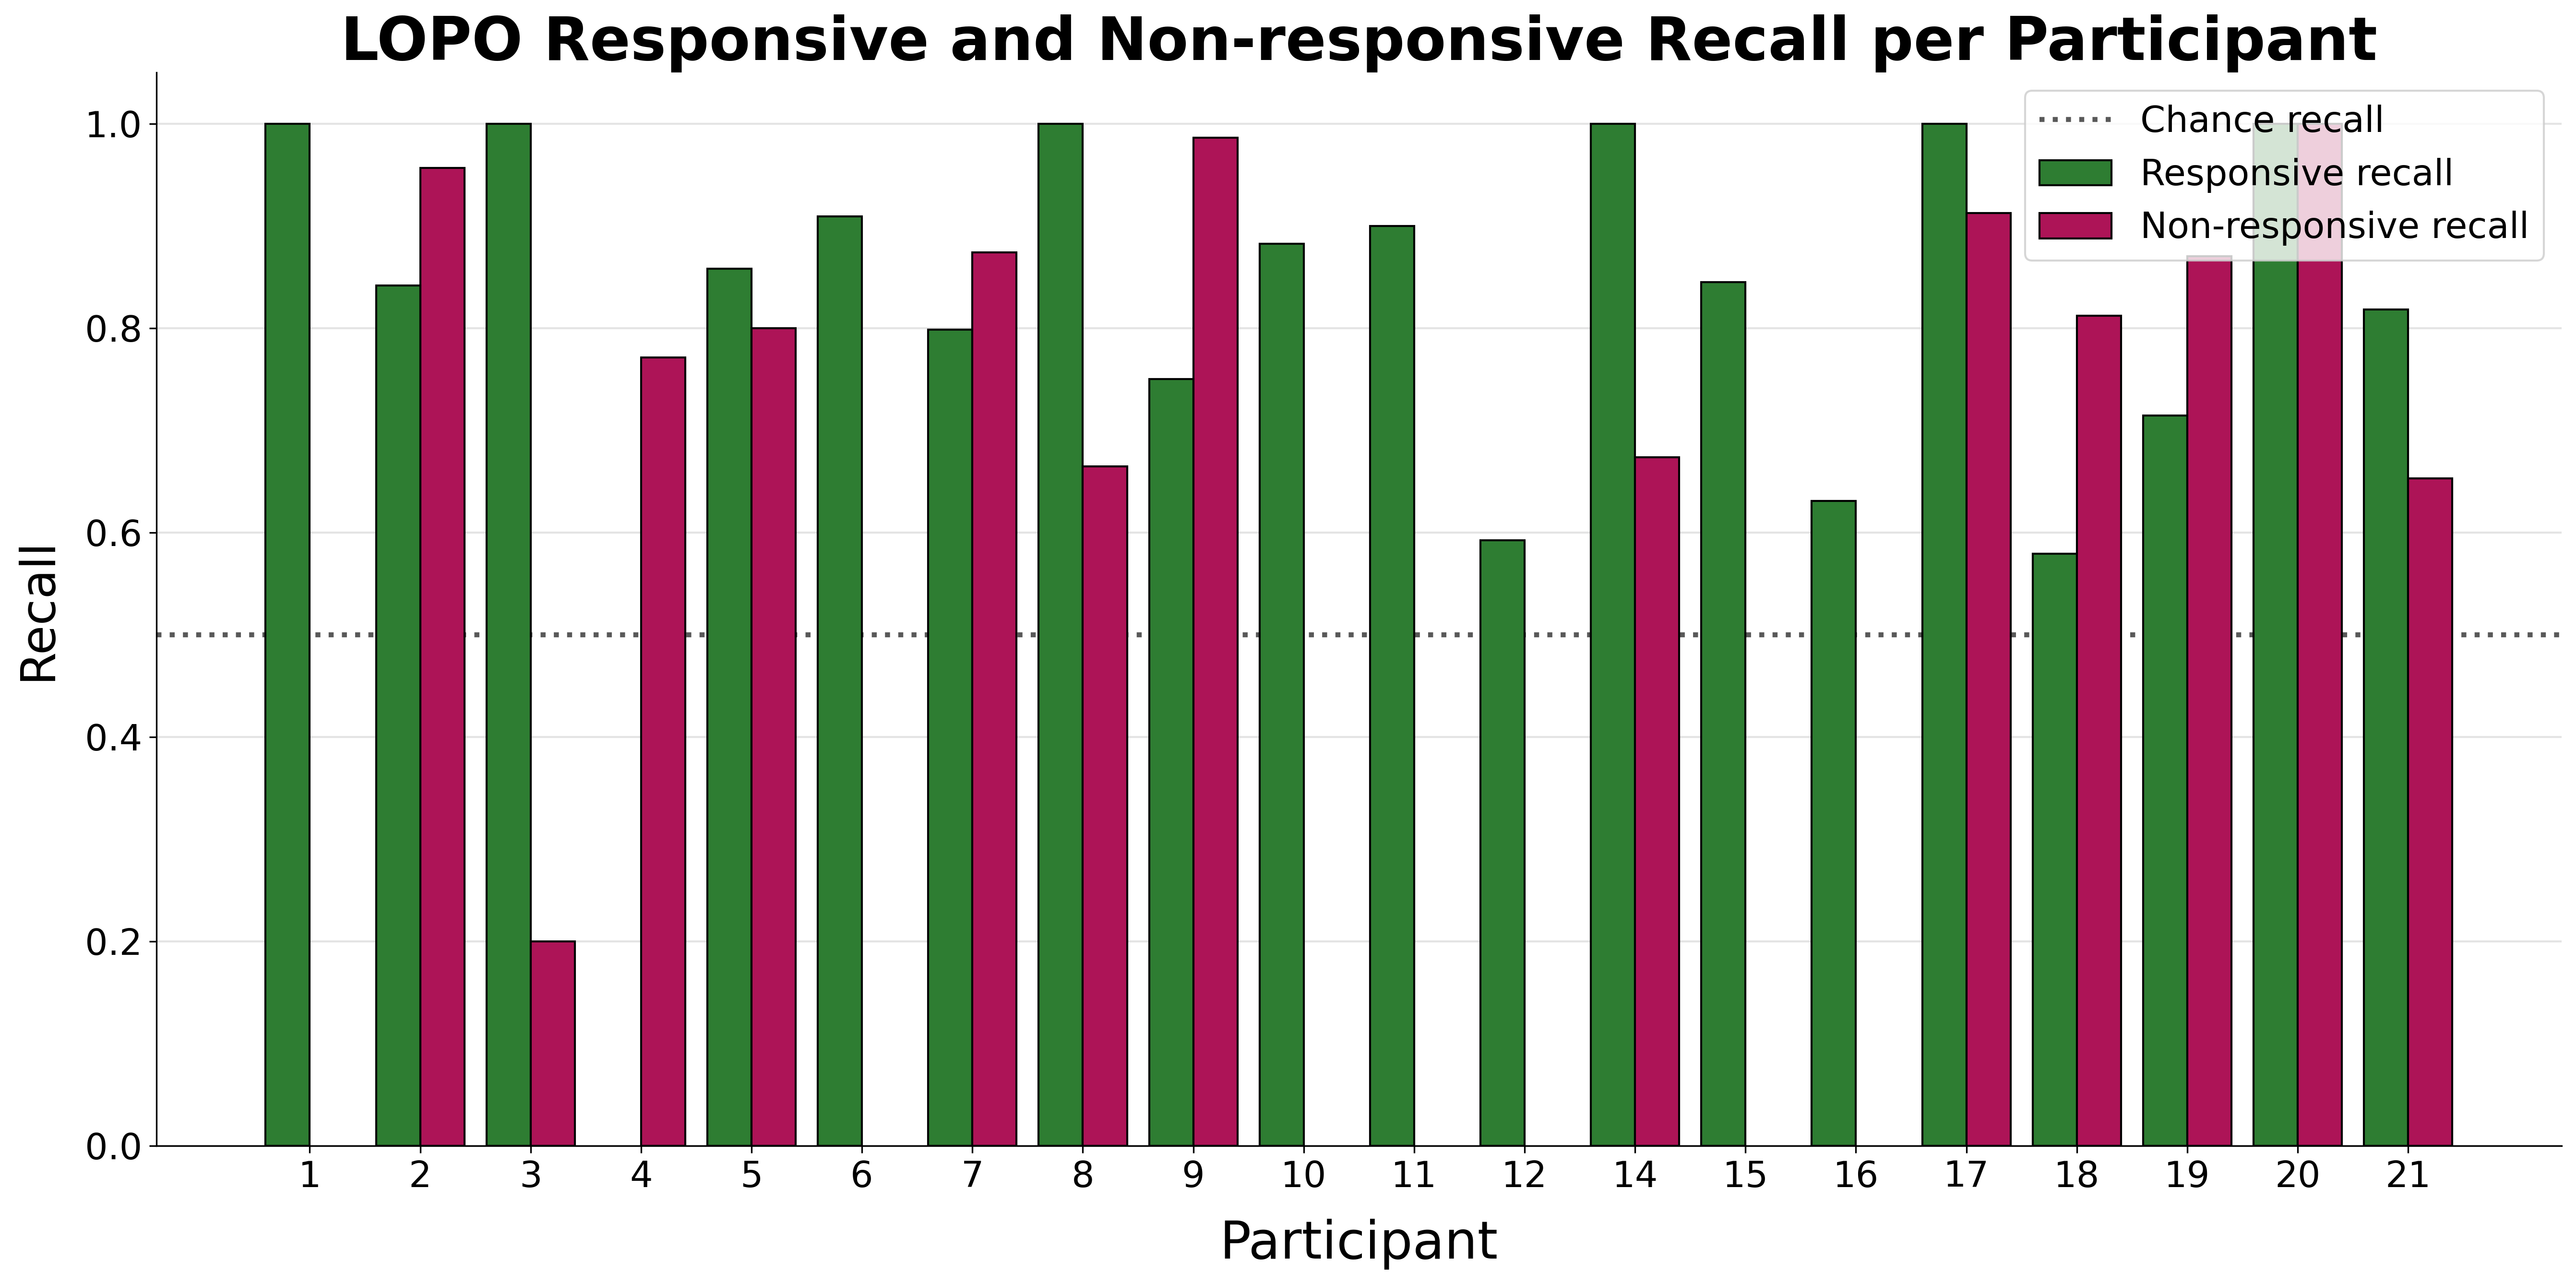 LOPO Responsive and Non-responsive Recall per Participant
Chance recall
Responsive recall
Non-responsive recall
1.0
0.8
0.6
0.4
0.2
0.0
Recall
1 2 3 4 5 6 7 8 9 10 11 12 14 15 16 17 18 19 20 21
Participant